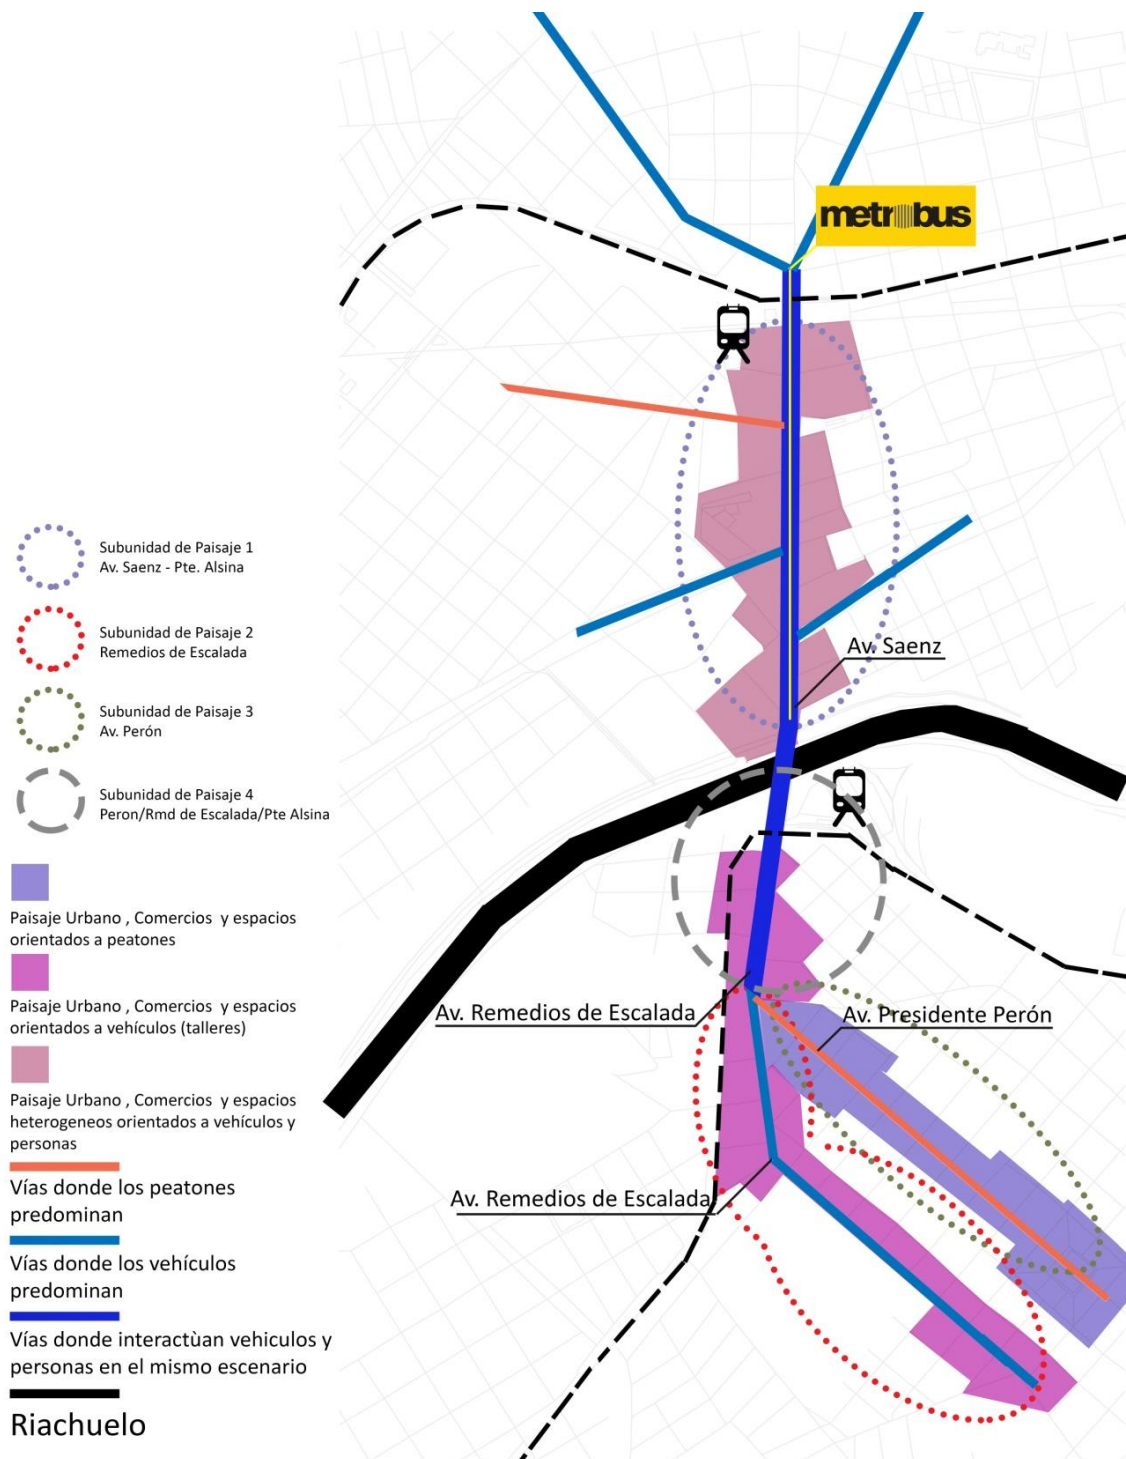 metrobus
Av. Saenz
Av. Remedios de Escalada
Av. Presidente Perón
Av. Remedios de Escalada
Subunidad de Paisaje 1
Av. Saenz - Pte. Alsina
Subunidad de Paisaje 2
Remedios de Escalada
Subunidad de Paisaje 3
Av. Perón
Subunidad de Paisaje 4
Peron/Rmd de Escalada/Pte Alsina
Paisaje Urbano , Comercios y espacios
orientados a peatones
Paisaje Urbano , Comercios y espacios
orientados a vehículos (talleres)
Paisaje Urbano , Comercios y espacios
heterogeneos orientados a vehículos y
personas
Vías donde los peatones
predominan
Vías donde los vehículos
predominan
Vías donde interactùan vehiculos y
personas en el mismo escenario
Riachuelo